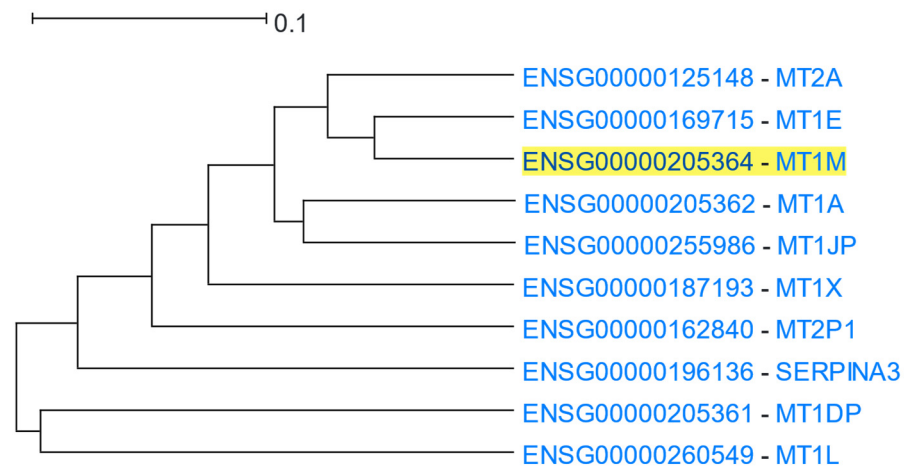 0.1
ENSG00000125148 - MT2A
ENSG00000169715 - MT1E
ENSG00000205364 - MT1M
ENSG00000205362 - MT1A
ENSG00000255986 - MT1JP
ENSG00000187193 - MT1X
ENSG00000162840 - MT2P1
ENSG00000196136 - SERPINA3
ENSG00000205361 - MT1DP
ENSG00000260549 - MT1L